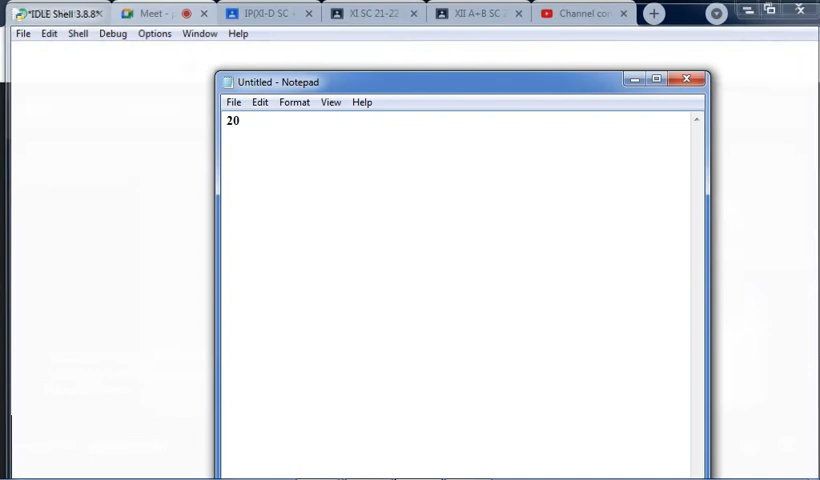 *IDLE Shell 3.8.8* Meet - IP(XI-D SC XI SC 21-22 XII A+B SC Channel con
File Edit Shell Debug Options Window Help
Untitled - Notepad
File Edit Format View Help
20